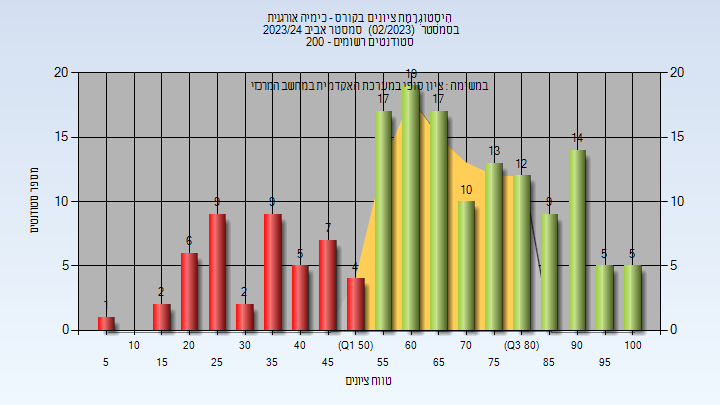 היסטוגרמת ציונים בקורס - כימיה אורגנית
בסמסטר (02/2023) סמסטר אביב 2023/24
סטודנטים רשומים - 200
במשימה : ציון סופי במערכת האקדמית במחשב המרכזי
מספר סטודנטים
20 15 10 5 0
20 15 10 5 0
1 2 6 9 2 9 5 7 4 17 19 17 10 13 12 9 14 5 5
10 20 30 40 (Q1 50) 60 70 (Q3 80) 90 100
5 15 25 35 45 55 65 75 85 95
טווח ציונים